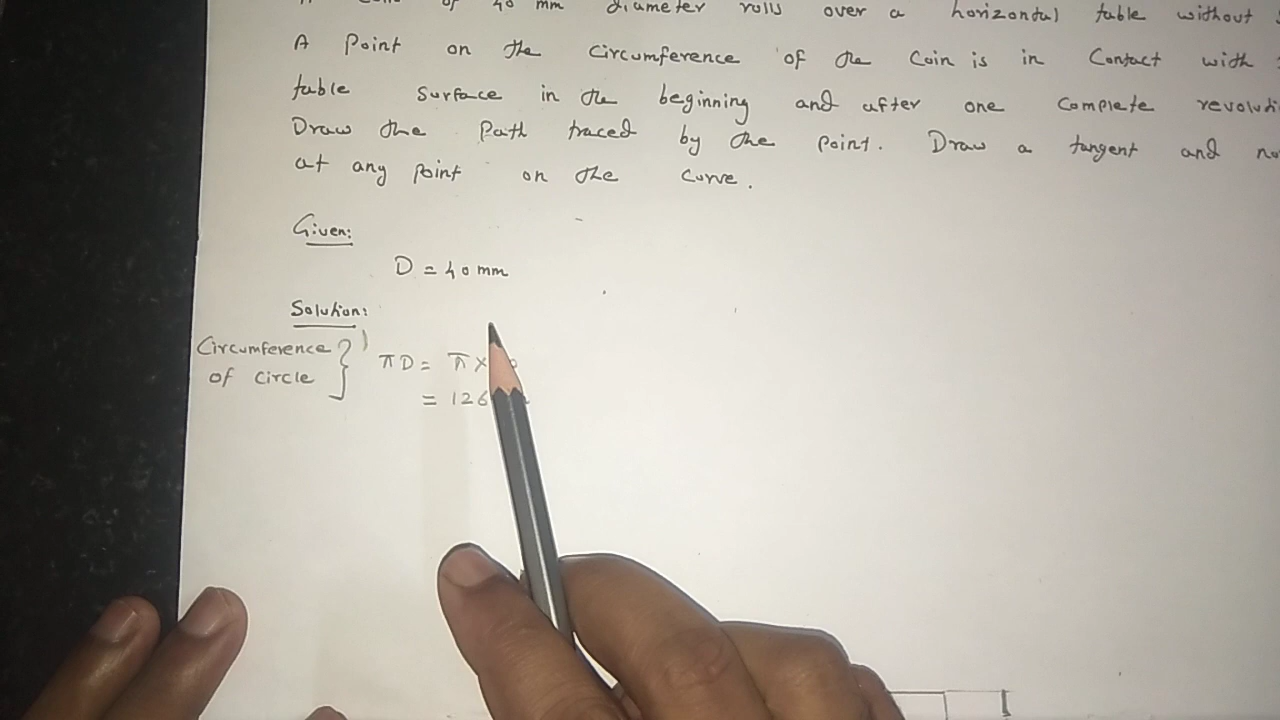 of 40 mm diameter rolls over a horizontal table without
A Point on the Circumference of the Coin is in Contact with
table Surface in the beginning and after one Complete
Draw the Path traced by the point. Draw a tangent and
at any point on the Curve.
Given:
D = 40 mm
Solution:
Circumference
of circle } πD = π×
= 126